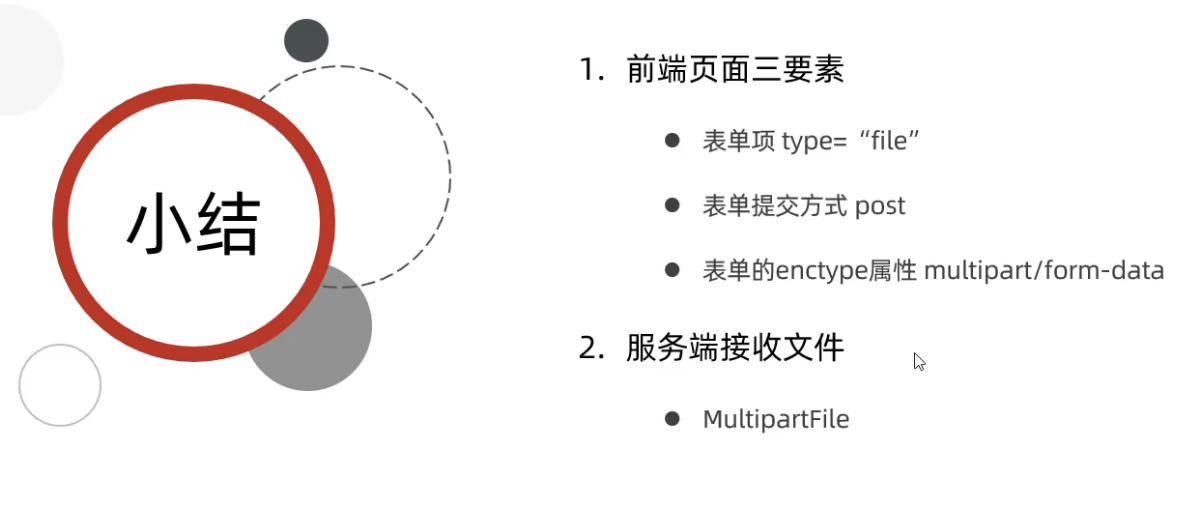 小结
1. 前端页面三要素
● 表单项 type=“file”
● 表单提交方式 post
● 表单的enctype属性 multipart/form-data
2. 服务端接收文件
● MultipartFile